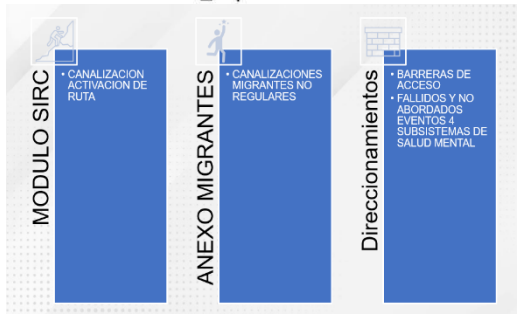 MODULO SIRC
• CANALIZACION
ACTIVACION DE
RUTA
ANEXO MIGRANTES
• CANALIZACIONES
MIGRANTES NO
REGULARES
Direccionamientos
• BARRERAS DE
ACCESO
• FALLIDOS Y NO
ABORDADOS
EVENTOS 4
SUBSISTEMAS DE
SALUD MENTAL